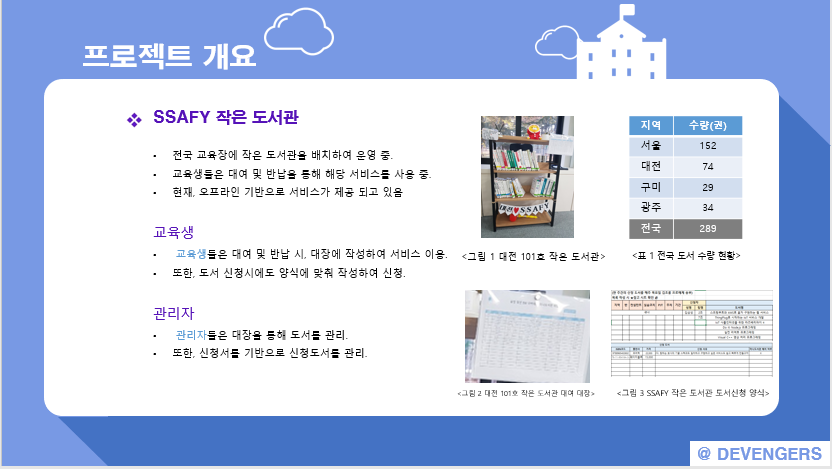 프로젝트 개요
SSAFY 작은 도서관
전국 교육장에 작은 도서관을 배치하여 운영 중.
교육생들은 대여 및 반납을 통해 해당 서비스를 사용 중.
현재, 오프라인 기반으로 서비스가 제공 되고 있음
교육생
교육생들은 대여 및 반납 시, 대장에 작성하여 서비스 이용.
또한, 도서 신청시에도 양식에 맞춰 작성하여 신청.
관리자
관리자들은 대장을 통해 도서를 관리.
또한, 신청서를 기반으로 신청도서를 관리.
SSAFY
<그림 1 대전 101호 작은 도서관>
지역 수량(권)
서울 152
대전 74
구미 29
광주 34
전국 289
<표 1 전국 도서 수량 현황>
<그림 2 대전 101호 작은 도서관 대여 대장>
<그림 3 SSAFY 작은 도서관 도서신청 양식>
@ DEVENGERS